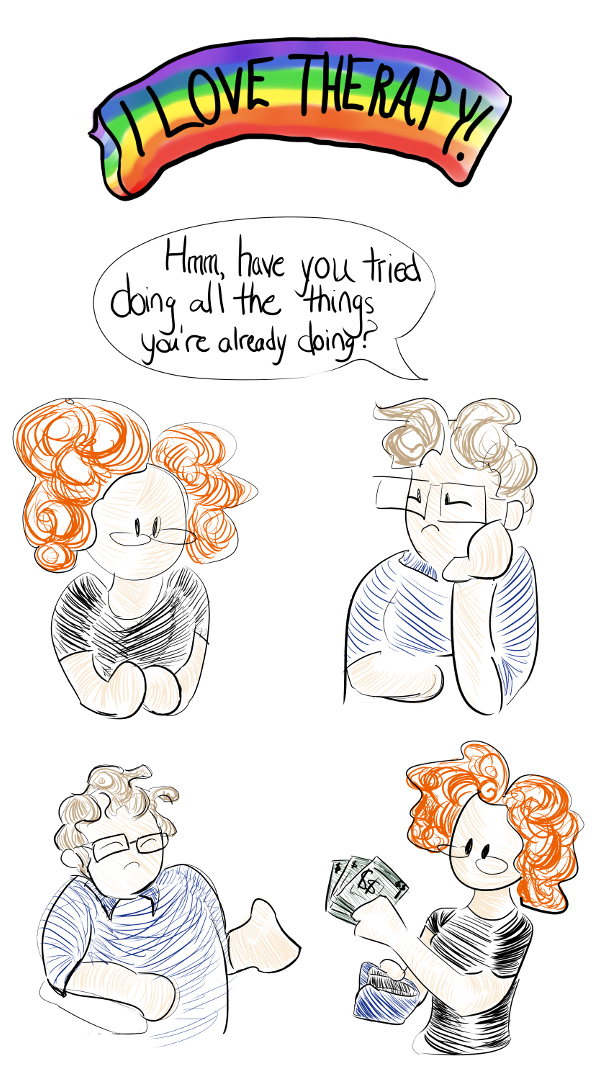 I LOVE THERAPY!
Hmm, have you tried
doing all the things
you're already doing?
$